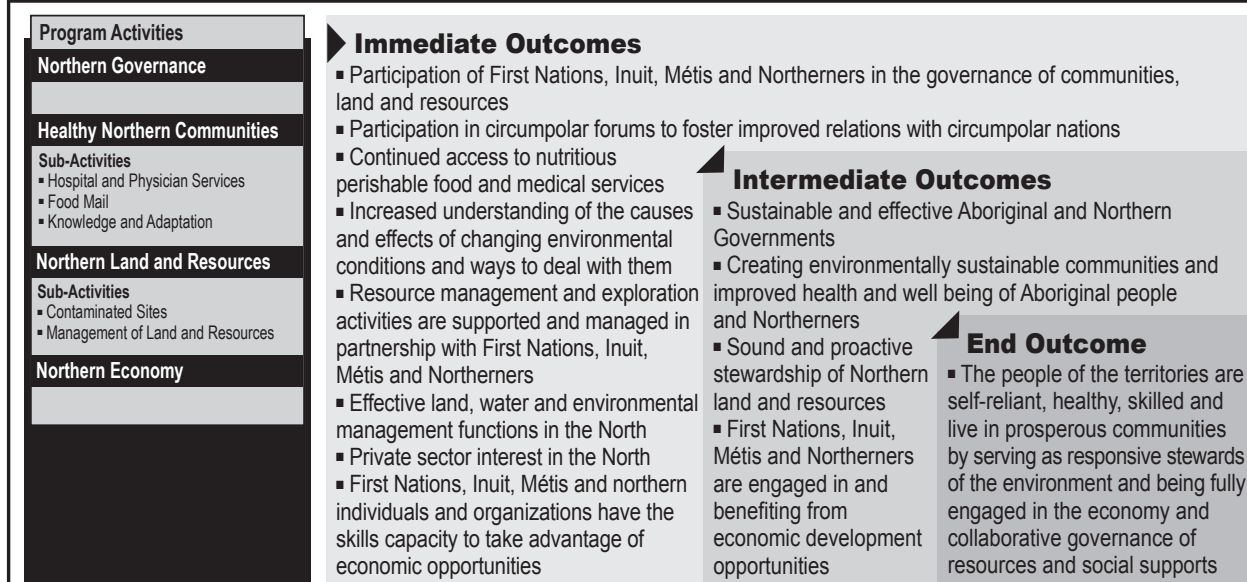 Program Activities
Northern Governance
Healthy Northern Communities
Sub-Activities
▪ Hospital and Physician Services
▪ Food Mail
▪ Knowledge and Adaptation
Northern Land and Resources
Sub-Activities
▪ Contaminated Sites
▪ Management of Land and Resources
Northern Economy
Immediate Outcomes
▪ Participation of First Nations, Inuit, Métis and Northerners in the governance of communities,
land and resources
▪ Participation in circumpolar forums to foster improved relations with circumpolar nations
▪ Continued access to nutritious
perishable food and medical services
▪ Increased understanding of the causes
and effects of changing environmental
conditions and ways to deal with them
▪ Resource management and exploration
activities are supported and managed in
partnership with First Nations, Inuit,
Métis and Northerners
▪ Effective land, water and environmental
management functions in the North
▪ Private sector interest in the North
▪ First Nations, Inuit, Métis and northern
individuals and organizations have the
skills capacity to take advantage of
economic opportunities
Intermediate Outcomes
▪ Sustainable and effective Aboriginal and Northern
Governments
▪ Creating environmentally sustainable communities and
improved health and well being of Aboriginal people
and Northerners
▪ Sound and proactive
stewardship of Northern
land and resources
▪ First Nations, Inuit,
Métis and Northerners
are engaged in and
benefiting from
economic development
opportunities
End Outcome
▪ The people of the territories are
self-reliant, healthy, skilled and
live in prosperous communities
by serving as responsive stewards
of the environment and being fully
engaged in the economy and
collaborative governance of
resources and social supports